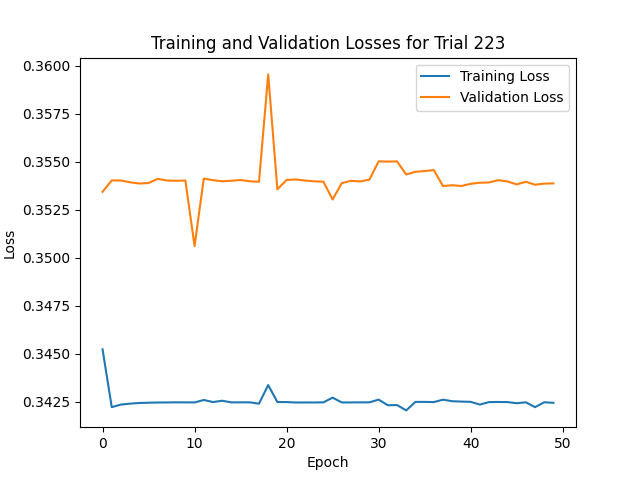 Training and Validation Losses for Trial 223
0.3600
0.3575
0.3550
0.3525
0.3500
0.3475
0.3450
0.3425
Loss
Training Loss
Validation Loss
0
10
20
30
40
50
Epoch